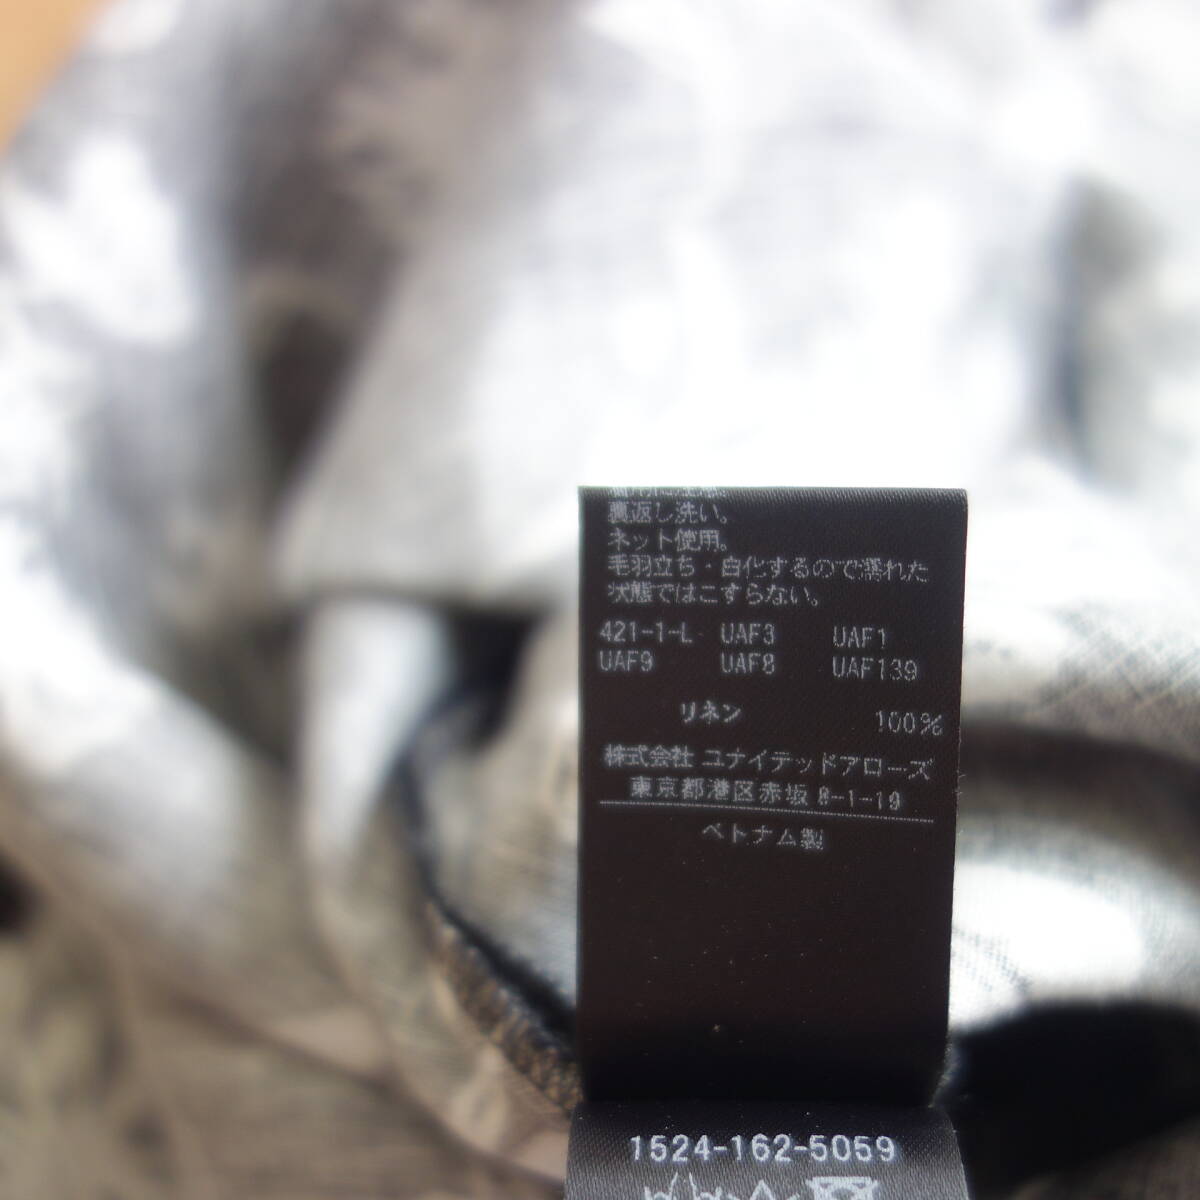 裏返し洗い。
ネット使用。
毛羽立ち・白化するので濡れた
状態ではこすらない。
421-1-L UAF3 UAF1
UAF9 UAF8 UAF139
リネン 100%
株式会社 ユナイテッドアローズ
東京都港区赤坂 8-1-19
ベトナム製
1524-162-5059